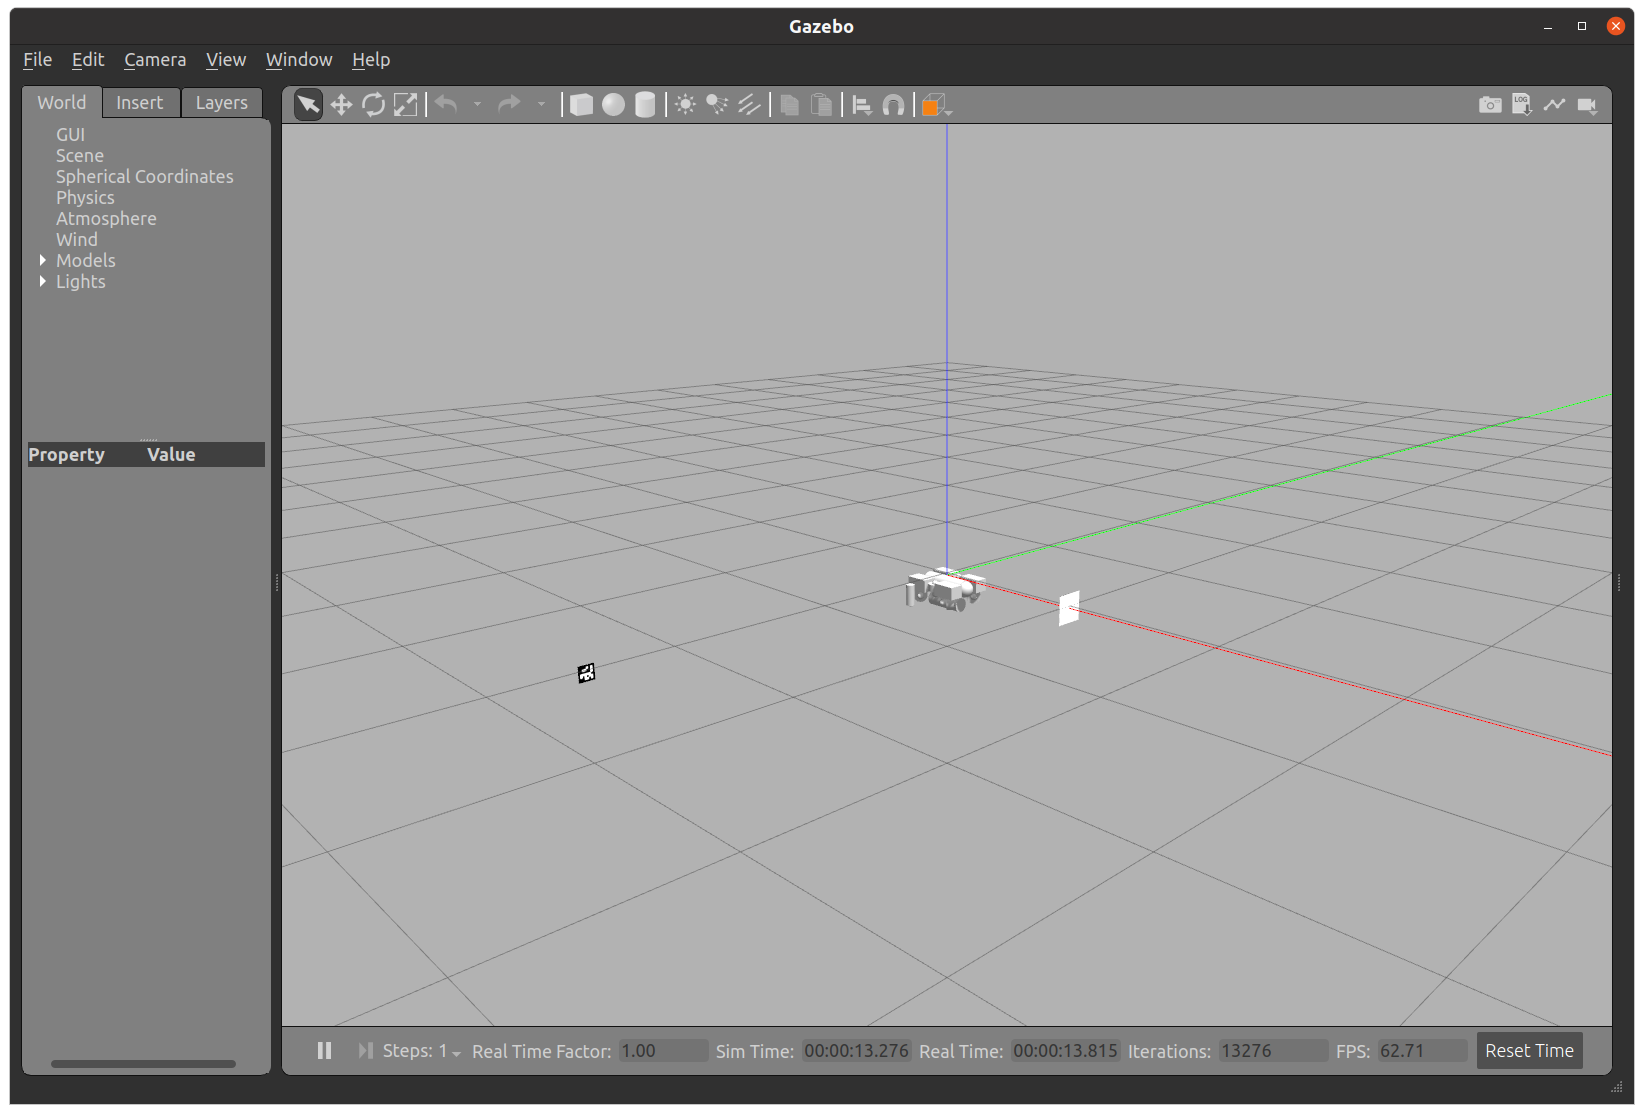 Gazebo
File Edit Camera View Window Help
World Insert Layers
GUI
Scene
Spherical Coordinates
Physics
Atmosphere
Wind
Models
Lights
Property Value
LOG
Steps: 1 Real Time Factor: 1.00 Sim Time: 00:00:13.276 Real Time: 00:00:13.815 Iterations: 13276 FPS: 62.71 Reset Time